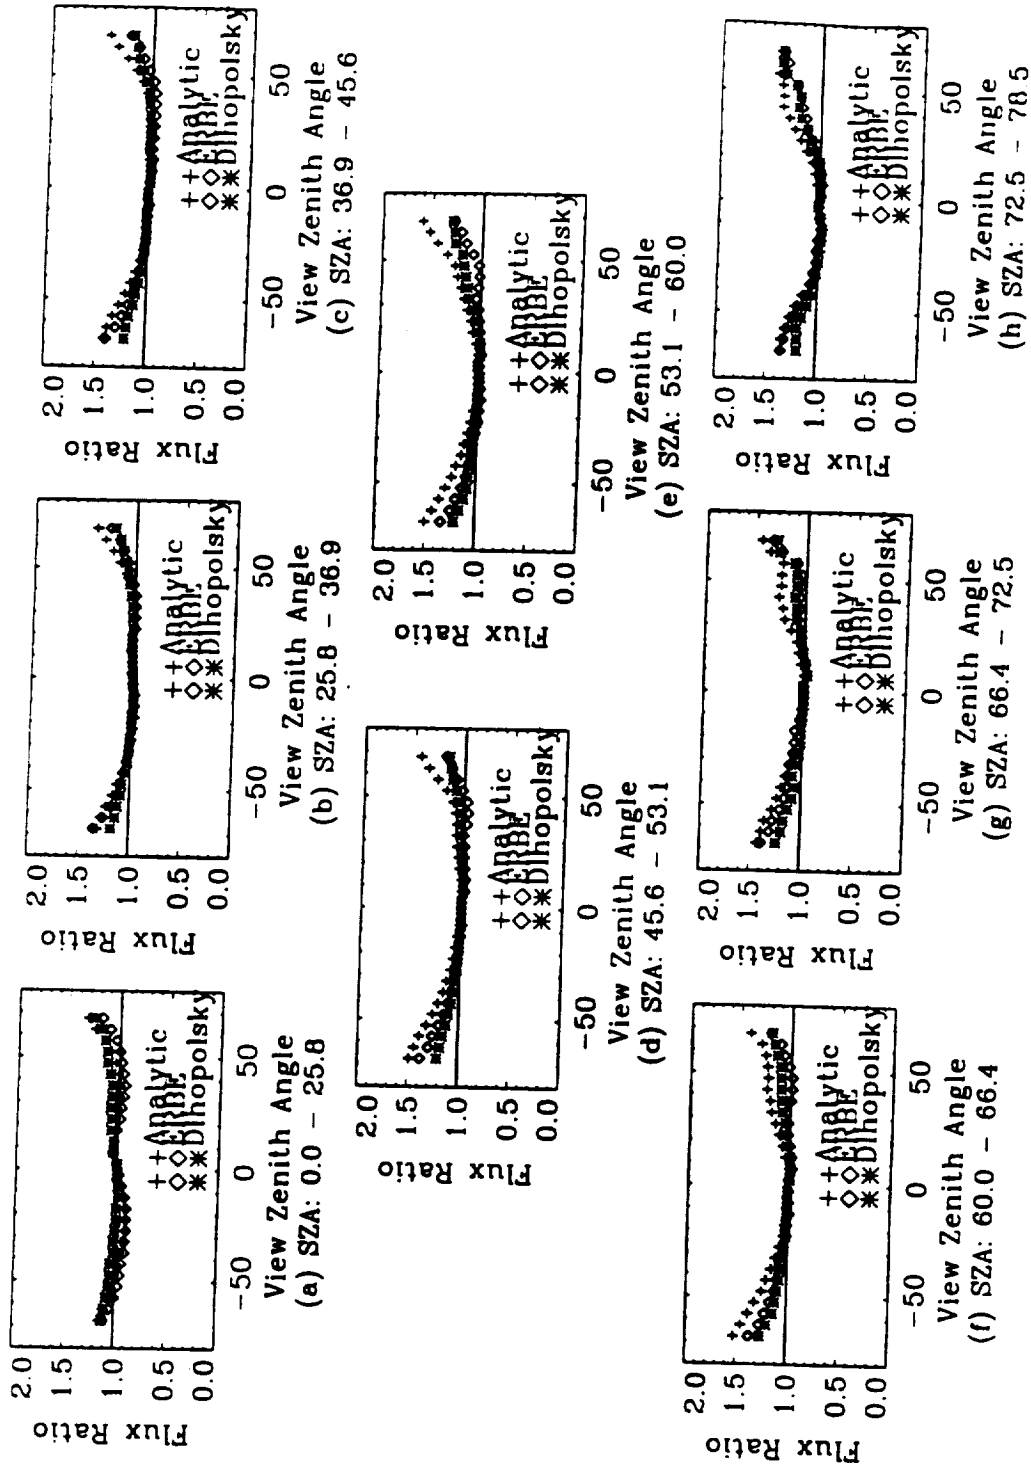 Flux Ratio
2.0
1.5
1.0
0.5
0.0
++Analytic
◇◇ERBE
**Dlhopolsky
-50 0 50
View Zenith Angle
(a) SZA: 0.0 - 25.8
Flux Ratio
2.0
1.5
1.0
0.5
0.0
++Analytic
◇◇ERBE
**Dlhopolsky
-50 0 50
View Zenith Angle
(b) SZA: 25.8 - 36.9
Flux Ratio
2.0
1.5
1.0
0.5
0.0
++Analytic
◇◇ERBE
**Dlhopolsky
-50 0 50
View Zenith Angle
(c) SZA: 36.9 - 45.6
Flux Ratio
2.0
1.5
1.0
0.5
0.0
++Analytic
◇◇ERBE
**Dlhopolsky
-50 0 50
View Zenith Angle
(d) SZA: 45.6 - 53.1
Flux Ratio
2.0
1.5
1.0
0.5
0.0
++Analytic
◇◇ERBE
**Dlhopolsky
-50 0 50
View Zenith Angle
(e) SZA: 53.1 - 60.0
Flux Ratio
2.0
1.5
1.0
0.5
0.0
++Analytic
◇◇ERBE
**Dlhopolsky
-50 0 50
View Zenith Angle
(f) SZA: 60.0 - 66.4
Flux Ratio
2.0
1.5
1.0
0.5
0.0
++Analytic
◇◇ERBE
**Dlhopolsky
-50 0 50
View Zenith Angle
(g) SZA: 66.4 - 72.5
Flux Ratio
2.0
1.5
1.0
0.5
0.0
++Analytic
◇◇ERBE
**Dlhopolsky
-50 0 50
View Zenith Angle
(h) SZA: 72.5 - 78.5